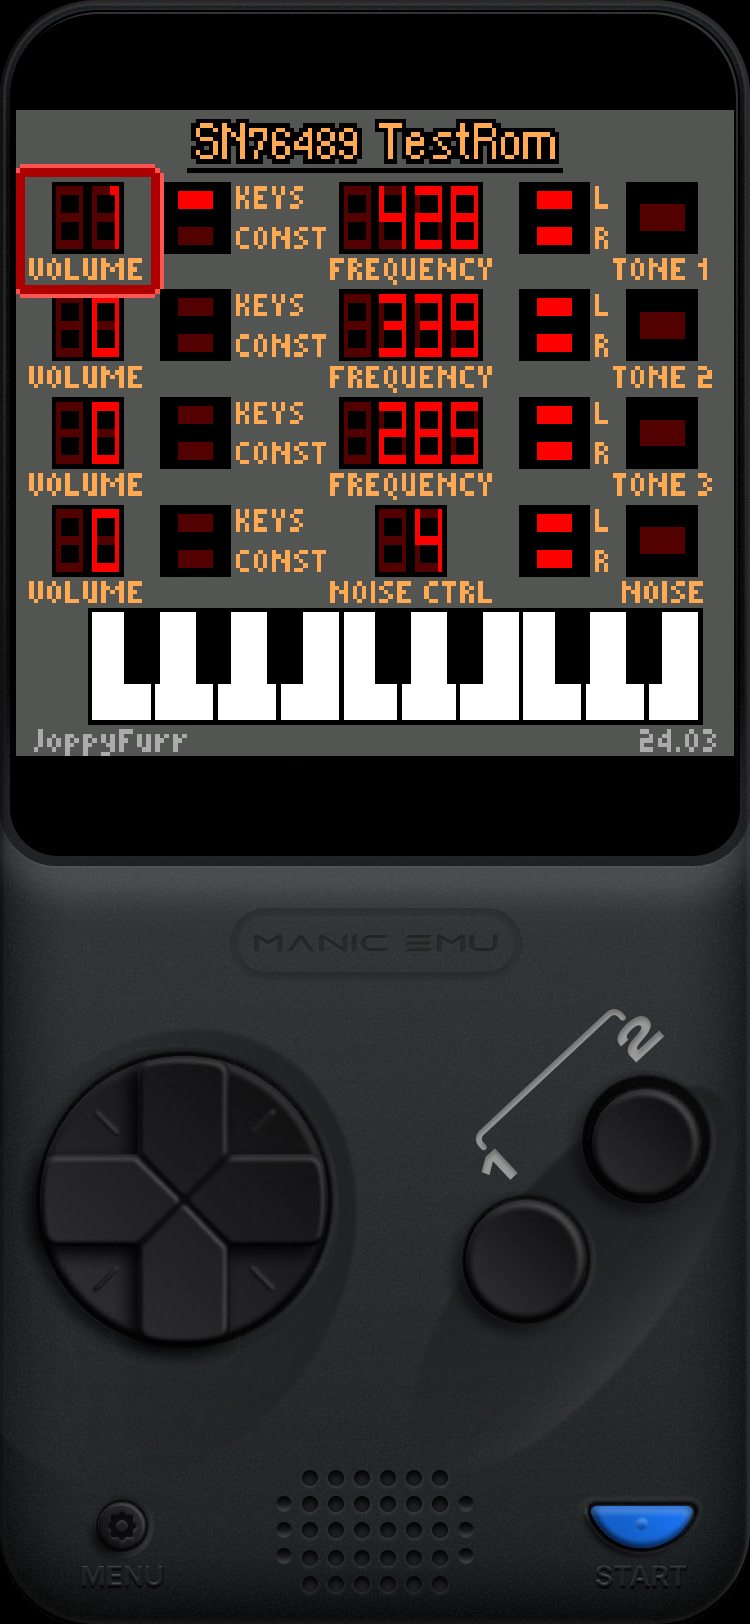 SN76489 TestRom
1 KEYS 428 L
CONST R
VOLUME FREQUENCY TONE 1
0 KEYS 339 L
CONST R
VOLUME FREQUENCY TONE 2
0 KEYS 285 L
CONST R
VOLUME FREQUENCY TONE 3
0 KEYS 4 L
CONST R
VOLUME NOISE CTRL NOISE
JoppyFurr 24.03
MANIC EMU
2
1
MENU START